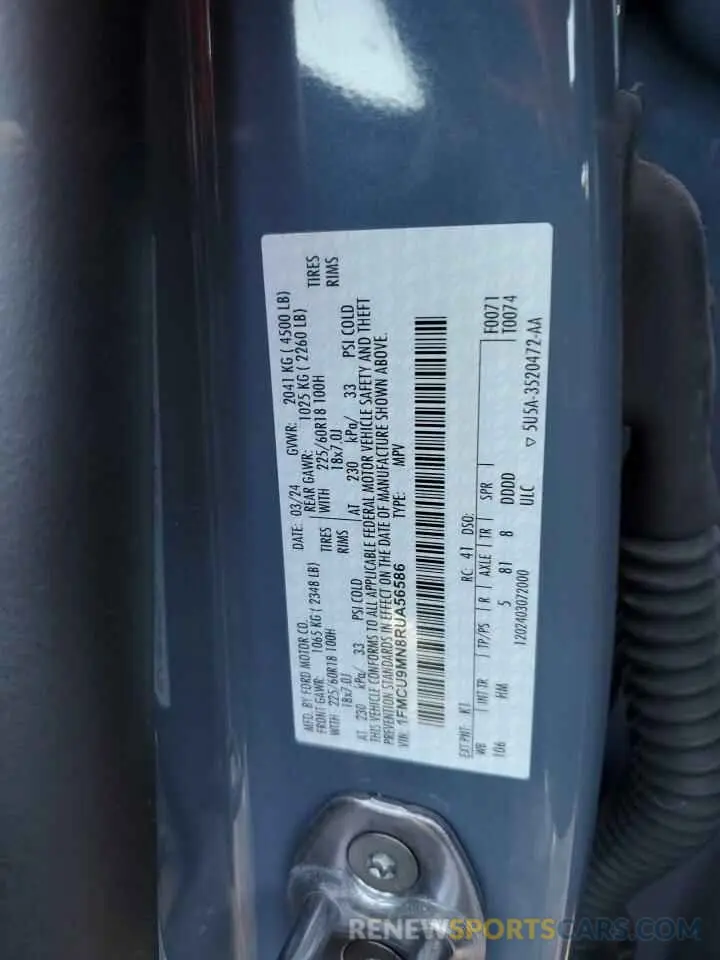 MFD. BY FORD MOTOR CO. DATE: 03/24 GVWR: 2041 KG ( 4500 LB)
FRONT GAWR: 1065 KG ( 2348 LB) REAR GAWR: 1025 KG ( 2260 LB)
WITH 225/60R18 100H TIRES WITH 225/60R18 100H TIRES
18x7.0J RIMS 18x7.0J RIMS
AT 230 kPa/ 33 PSI COLD AT 230 kPa/ 33 PSI COLD
THIS VEHICLE CONFORMS TO ALL APPLICABLE FEDERAL MOTOR VEHICLE SAFETY AND THEFT
PREVENTION STANDARDS IN EFFECT ON THE DATE OF MANUFACTURE SHOWN ABOVE.
VIN: 1FMCU9MN8RUA56586 TYPE: MPV
EXT PNT: K1 RC: 41 DSO: F0071
WB INT TR TP/PS R AXLE TR SPR T0074
106 HM 5 81 8 DDDD
1202403072000 ULC ▽ 5U5A-3520472-AA
RENEWSPORTSCARS.COM